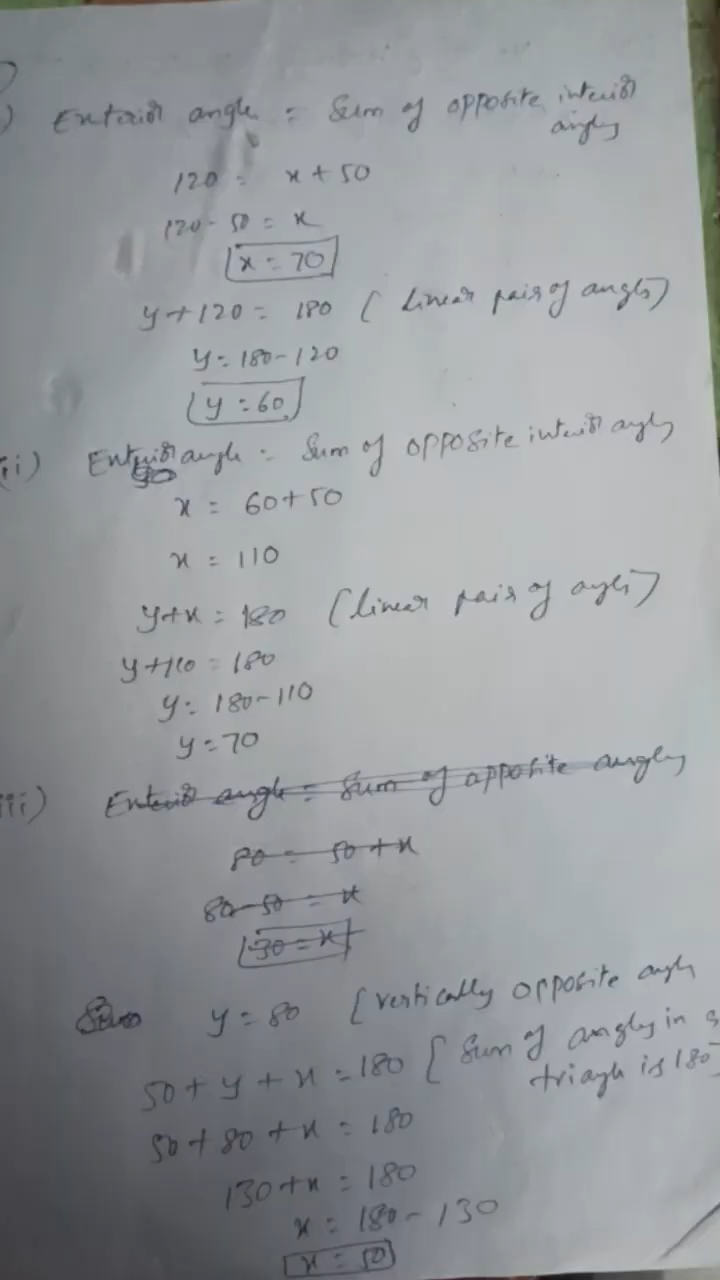 ) Exterior angle = Sum of opposite interior angles
120 = x + 50
120 - 50 = x
x = 70
y + 120 = 180 ( Linear pair of angles)
y = 180 - 120
y = 60
ii) Exterior angle = Sum of opposite interior angles
x = 60 + 50
x = 110
y + x = 180 (linear pair of angles)
y + 110 = 180
y = 180 - 110
y = 70
iii) Exterior angle = Sum of opposite angles
80 = 50 + x
80 - 50 = x
30 = x
y = 80 [vertically opposite angles
50 + y + x = 180 [Sum of angles in a
triagle is 180
50 + 80 + x = 180
130 + x = 180
x = 180 - 130
x = 50